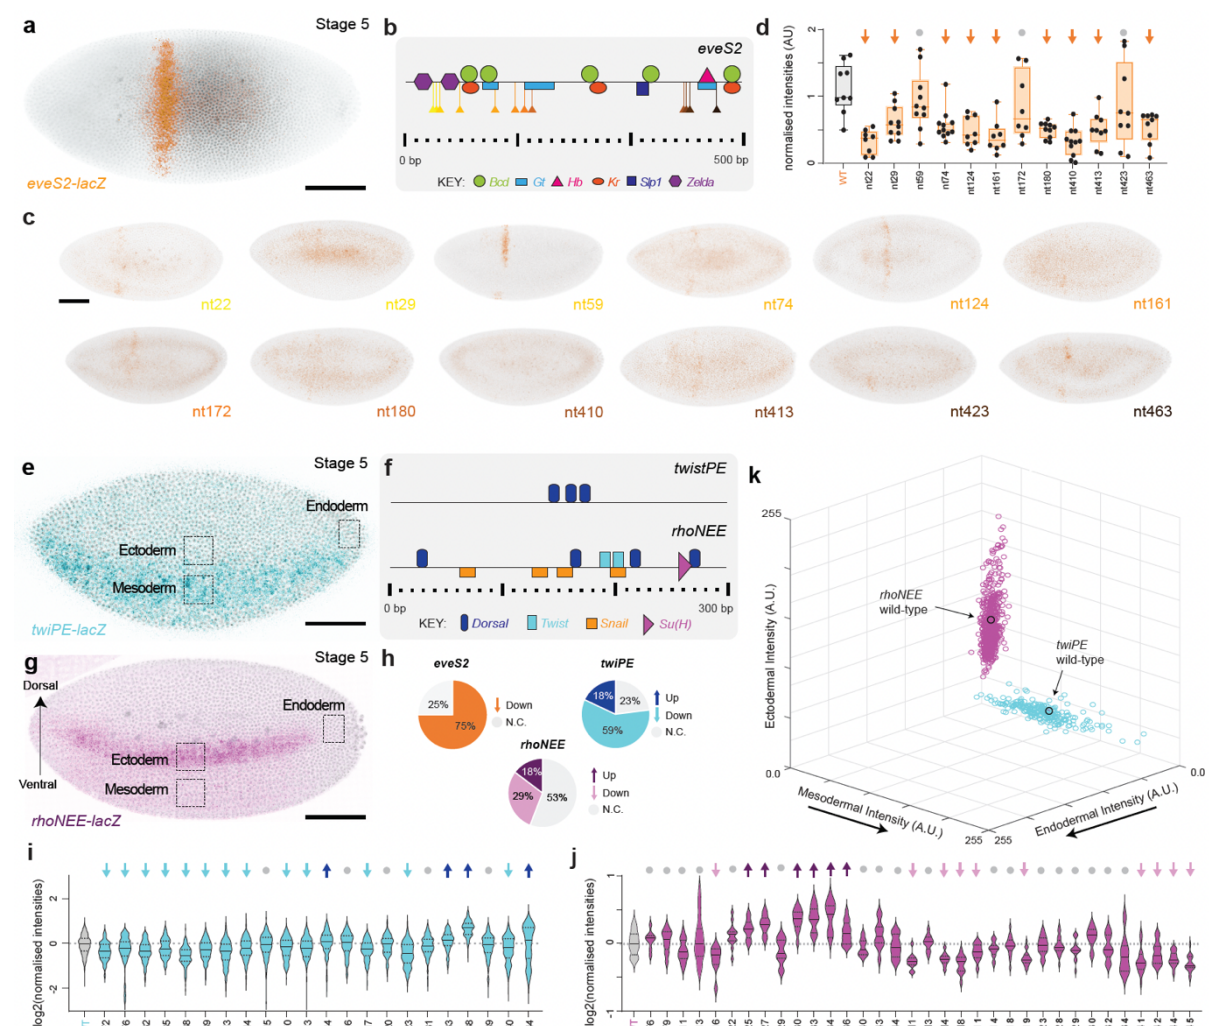 a
Stage 5
eveS2-lacZ
b
eveS2
0 bp
500 bp
KEY: Bcd Gt Hb Kr Slp1 Zelda
c
nt22
nt29
nt59
nt74
nt124
nt161
nt172
nt180
nt410
nt413
nt423
nt463
d
normalised intensities (AU)
2
1
0
WT
nt22
nt29
nt59
nt74
nt124
nt161
nt172
nt180
nt410
nt413
nt423
nt463
e
Stage 5
Endoderm
Ectoderm
Mesoderm
twiPE-lacZ
f
twistPE
rhoNEE
0 bp
300 bp
KEY: Dorsal Twist Snail Su(H)
g
Stage 5
Dorsal
Ventral
Endoderm
Ectoderm
Mesoderm
rhoNEE-lacZ
h
eveS2
25%
75%
Down
N.C.
twiPE
18%
23%
59%
Up
Down
N.C.
rhoNEE
18%
29%
53%
Up
Down
N.C.
k
255
Ectodermal Intensity (A.U.)
0.0
rhoNEE
wild-type
twiPE
wild-type
Mesodermal Intensity (A.U.)
255
255
Endodermal Intensity (A.U.)
0.0
i
log2(normalised intensities)
2
0
-2
j
log2(normalised intensities)
1
0
-1